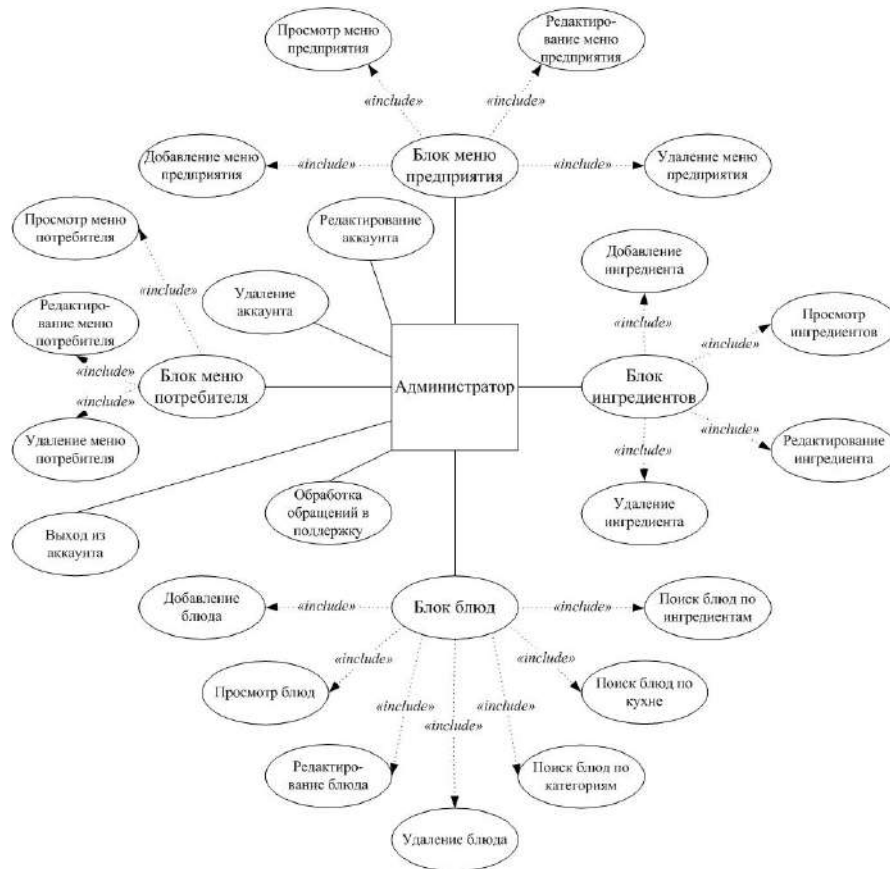 Просмотр меню
предприятия
Редактиро-
вание меню
предприятия
«include»
«include»
Добавление меню
предприятия
«include»
Блок меню
предприятия
«include»
Удаление меню
предприятия
Просмотр меню
потребителя
Редактирование
аккаунта
Добавление
ингредиента
«include»
Удаление
аккаунта
Редактиро-
вание меню
потребителя
«include»
Просмотр
ингредиентов
«include»
«include»
Блок меню
потребителя
Администратор
Блок
ингредиентов
«include»
«include»
Удаление меню
потребителя
«include»
Редактирование
ингредиента
Обработка
обращений в
поддержку
Удаление
ингредиента
Выход из
аккаунта
Добавление
блюда
«include»
Блок блюд
«include»
Поиск блюд по
ингредиентам
«include»
«include»
Просмотр блюд
Поиск блюд по
кухне
«include»
«include»
«include»
Редактиро-
вание блюда
Поиск блюд по
категориям
Удаление блюда